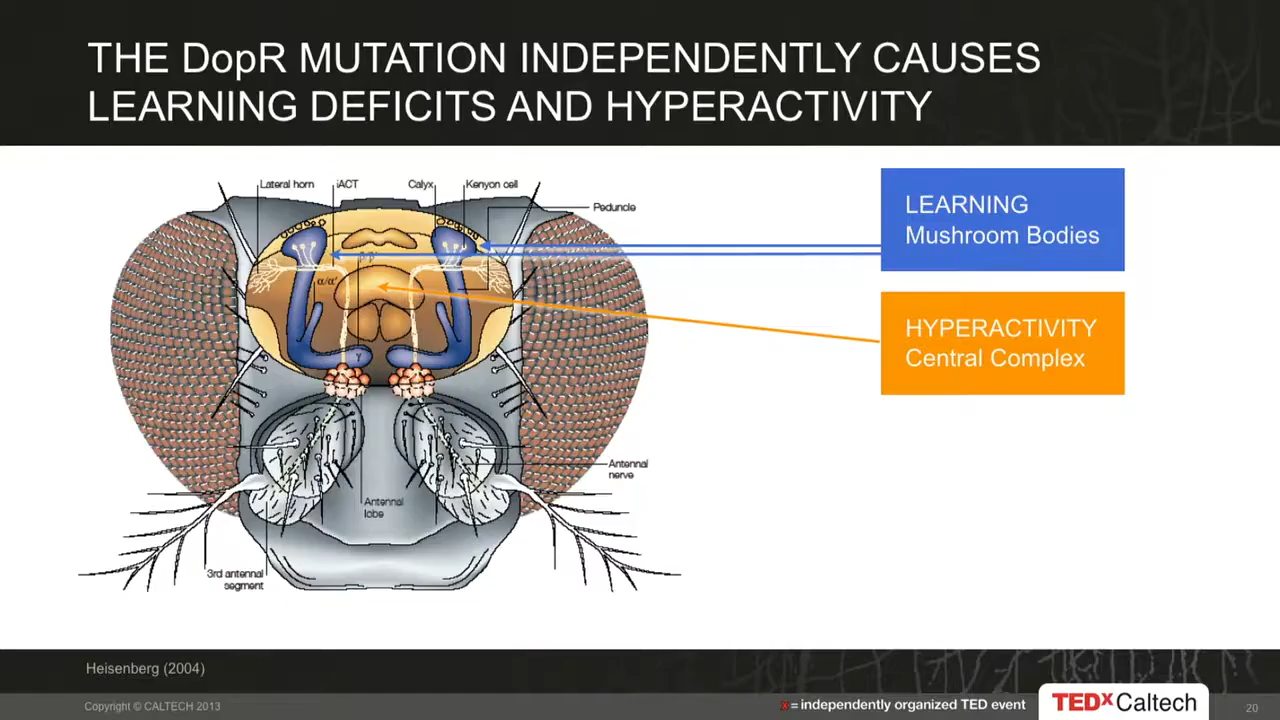 THE DopR MUTATION INDEPENDENTLY CAUSES
LEARNING DEFICITS AND HYPERACTIVITY
Lateral horn
iACT
Calyx
Kenyon cell
Peduncle
α/α'
γ
Antennal
lobe
Antennal
nerve
3rd antennal
segment
LEARNING
Mushroom Bodies
HYPERACTIVITY
Central Complex
Heisenberg (2004)
Copyright © CALTECH 2013
x = independently organized TED event
TEDx Caltech
20